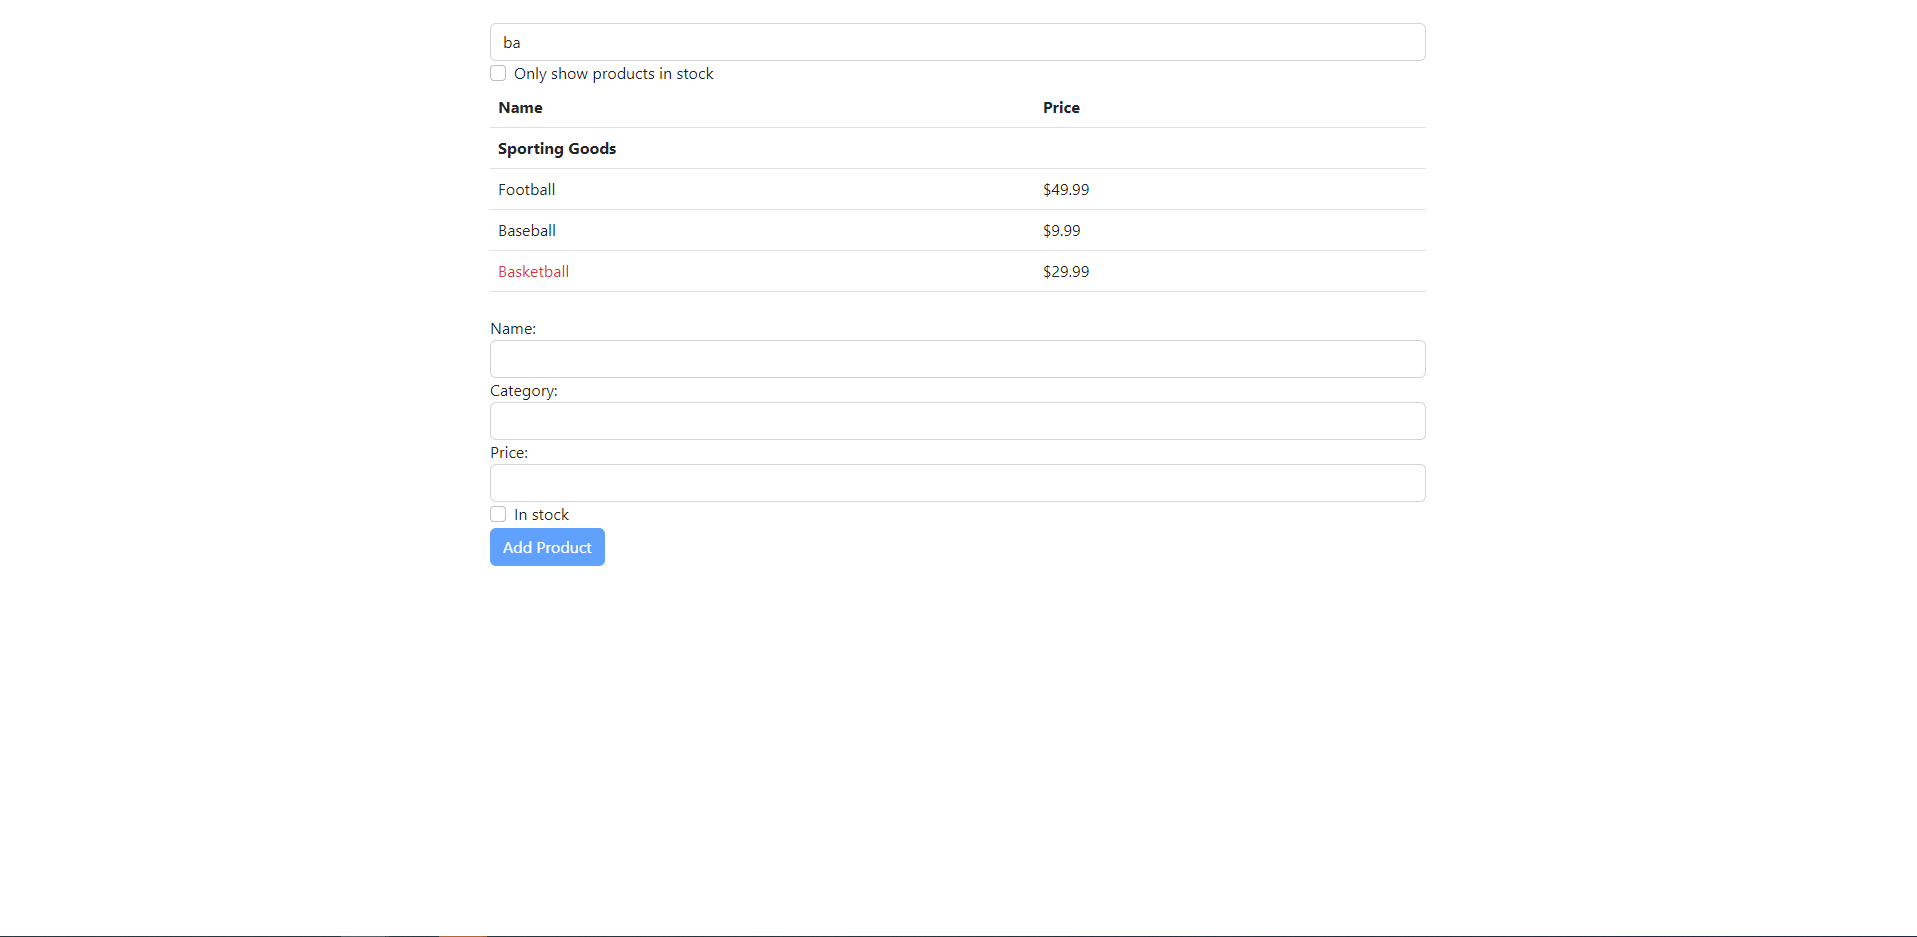 ba
Only show products in stock
Name Price
Sporting Goods
Football $49.99
Baseball $9.99
Basketball $29.99
Name:
Category:
Price:
In stock
Add Product